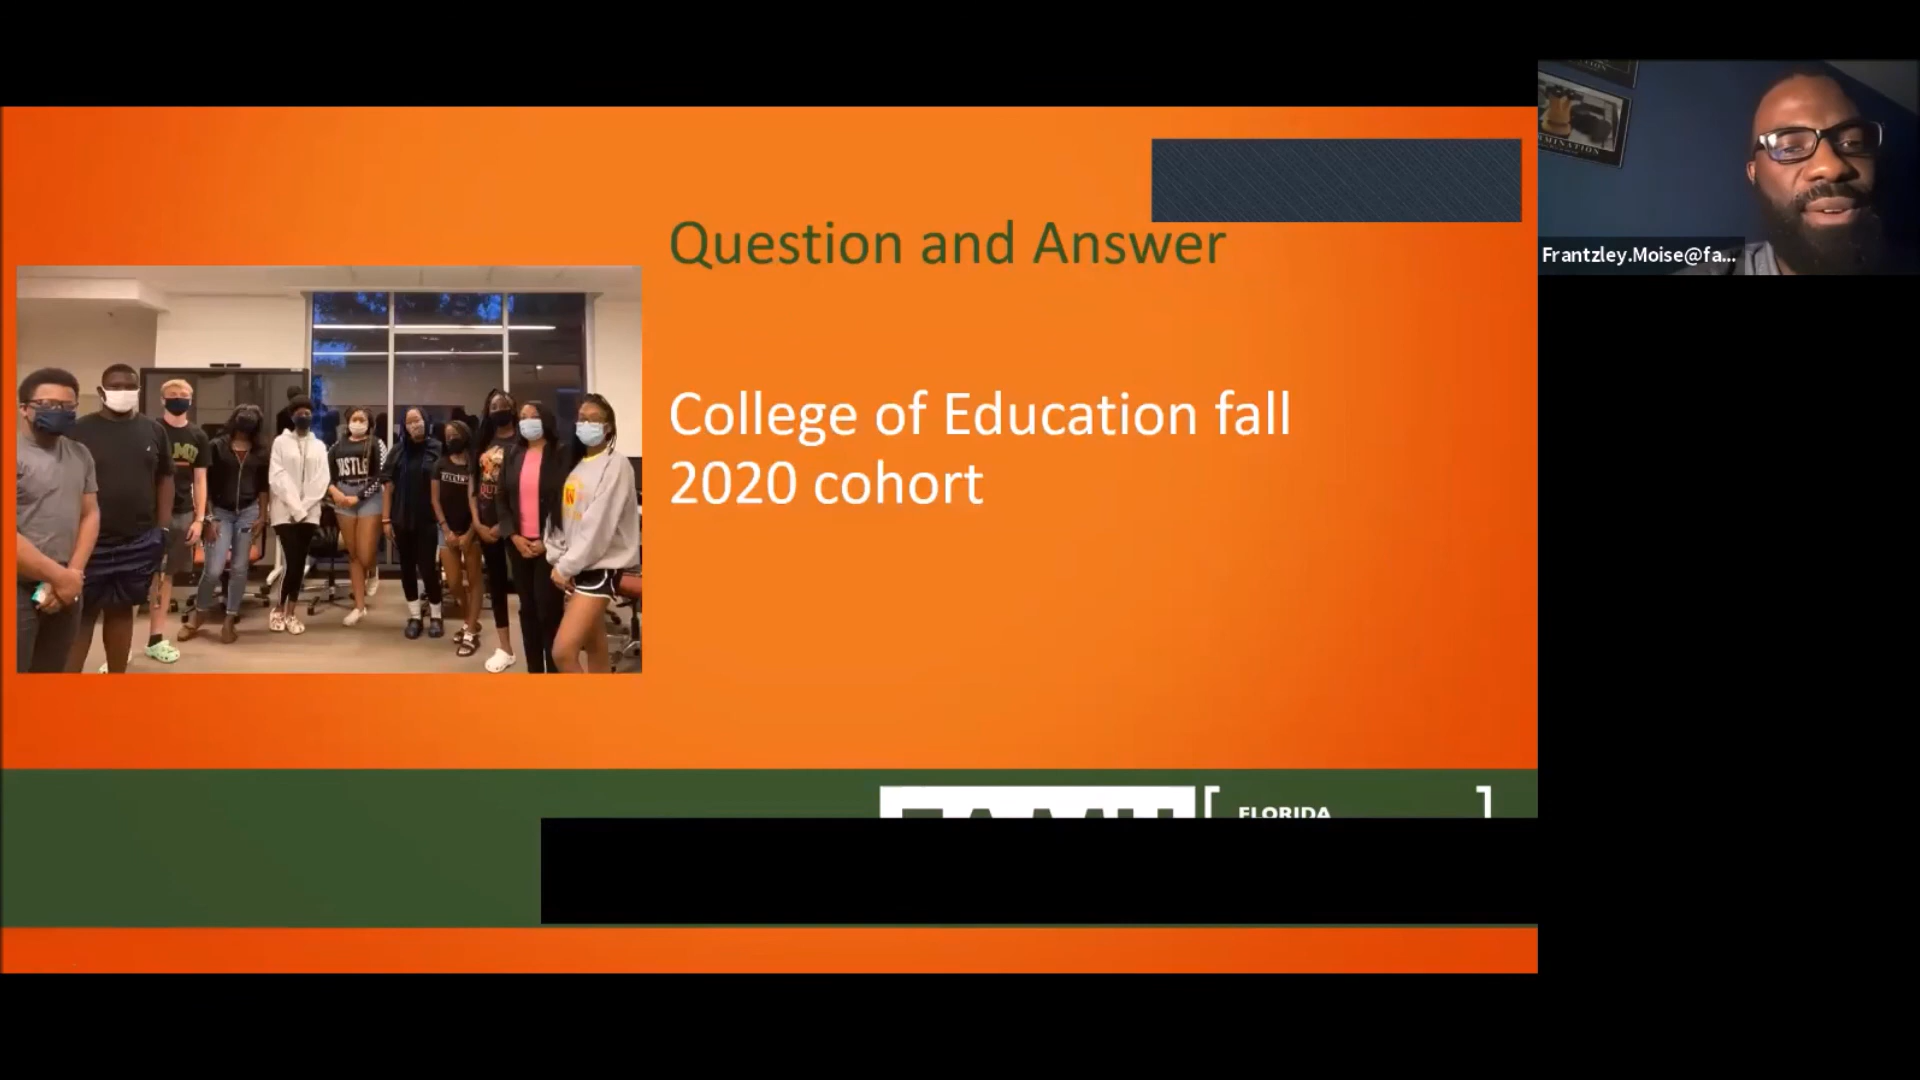 Question and Answer
College of Education fall
2020 cohort
Frantzley.Moise@fa...
FLORIDA